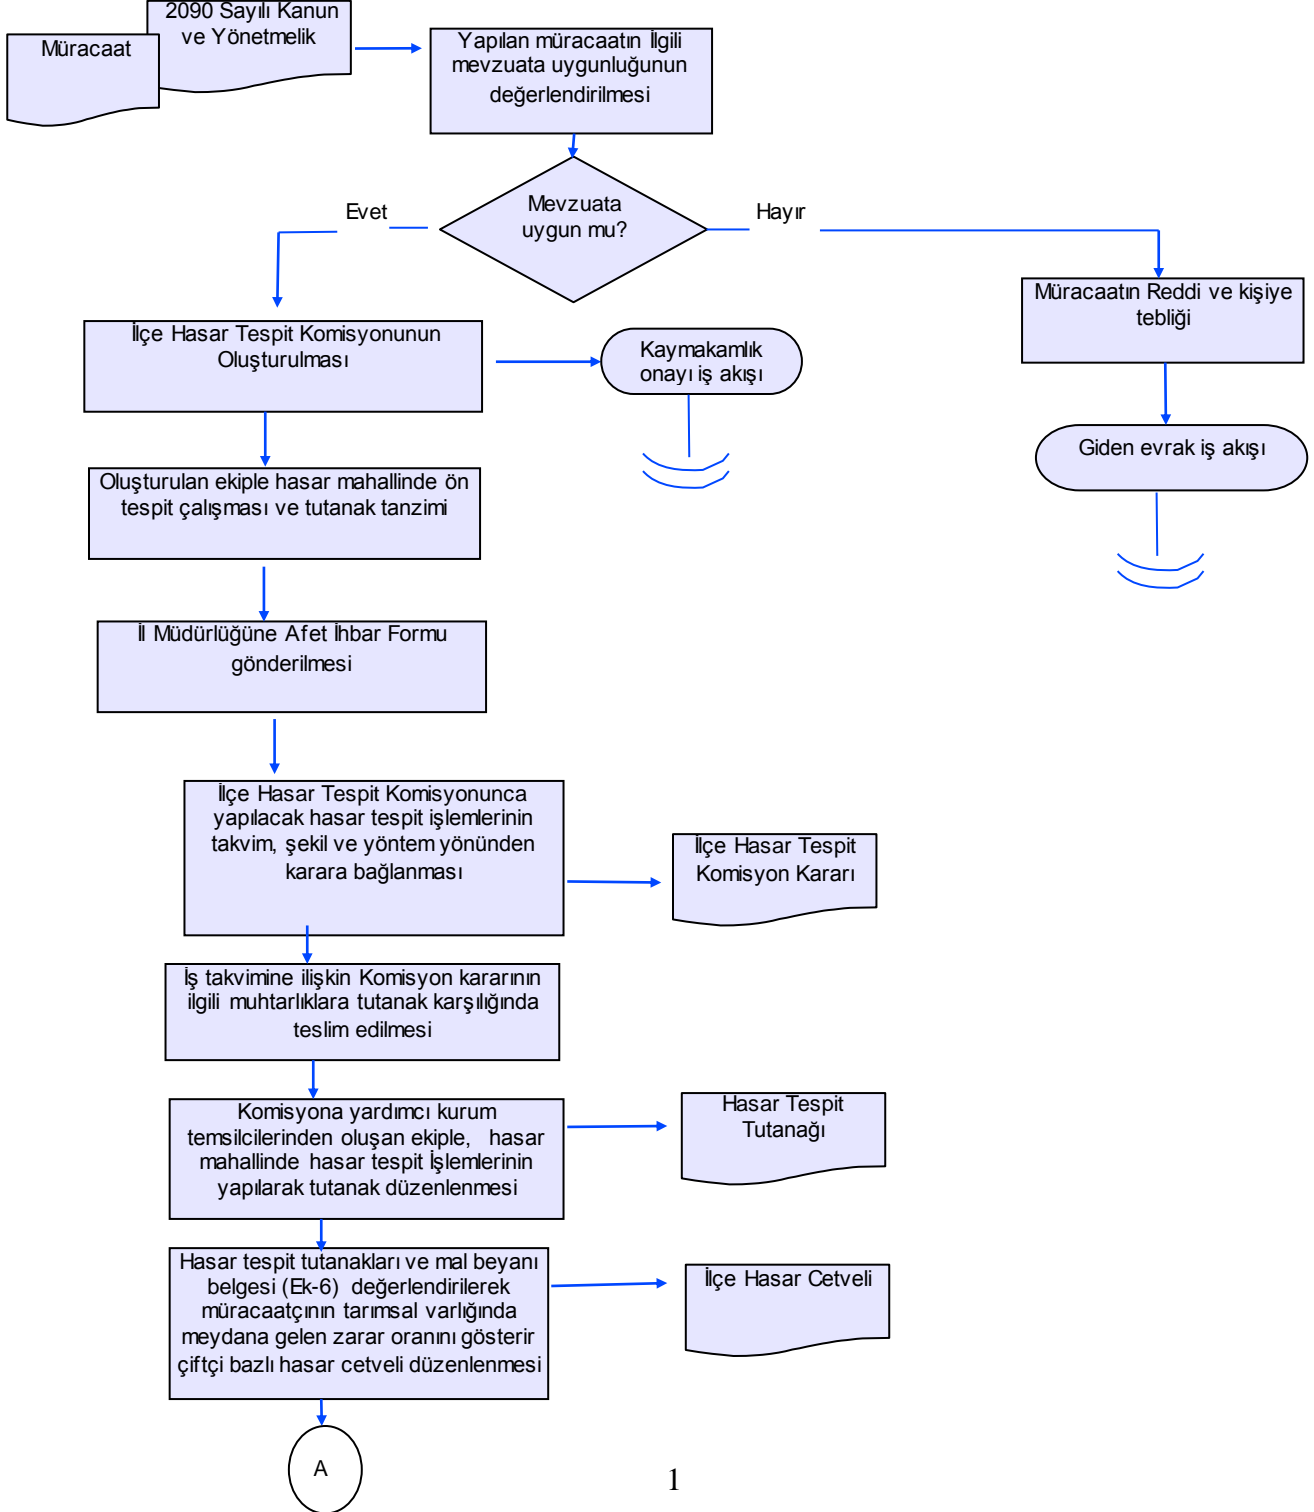 2090 Sayılı Kanun
ve Yönetmelik
Müracaat
Yapılan müracaatın İlgili
mevzuata uygunluğunun
değerlendirilmesi
Mevzuata
uygun mu?
Evet
Hayır
Müracaatın Reddi ve kişiye
tebliği
İlçe Hasar Tespit Komisyonunun
Oluşturulması
Kaymakamlık
onayı iş akışı
Giden evrak iş akışı
Oluşturulan ekiple hasar mahallinde ön
tespit çalışması ve tutanak tanzimi
İl Müdürlüğüne Afet İhbar Formu
gönderilmesi
İlçe Hasar Tespit Komisyonunca
yapılacak hasar tespit işlemlerinin
takvim, şekil ve yöntem yönünden
karara bağlanması
İlçe Hasar Tespit
Komisyon Kararı
İş takvimine ilişkin Komisyon kararının
ilgili muhtarlıklara tutanak karşılığında
teslim edilmesi
Komisyona yardımcı kurum
temsilcilerinden oluşan ekiple, hasar
mahallinde hasar tespit İşlemlerinin
yapılarak tutanak düzenlenmesi
Hasar Tespit
Tutanağı
Hasar tespit tutanakları ve mal beyanı
belgesi (Ek-6) değerlendirilerek
müracaatçının tarımsal varlığında
meydana gelen zarar oranını gösterir
çiftçi bazlı hasar cetveli düzenlenmesi
İlçe Hasar Cetveli
A
1